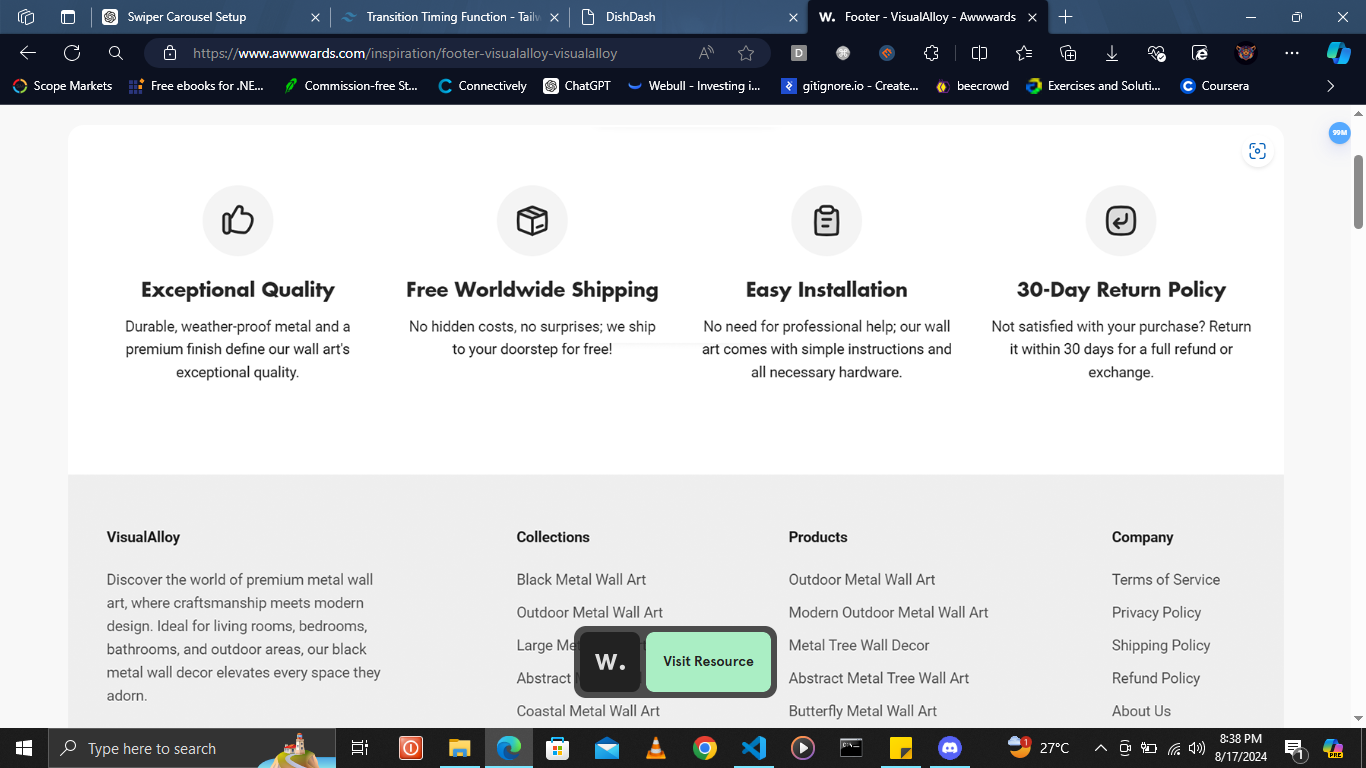 Swiper Carousel Setup
Transition Timing Function - Tailw
DishDash
W. Footer - VisualAlloy - Awwwards
https://www.awwwards.com/inspiration/footer-visualalloy-visualalloy
Scope Markets
Free ebooks for .NE...
Commission-free St...
Connectively
ChatGPT
Webull - Investing i...
gitignore.io - Create...
beecrowd
Exercises and Soluti...
Coursera
99M
Exceptional Quality
Durable, weather-proof metal and a
premium finish define our wall art's
exceptional quality.
Free Worldwide Shipping
No hidden costs, no surprises; we ship
to your doorstep for free!
Easy Installation
No need for professional help; our wall
art comes with simple instructions and
all necessary hardware.
30-Day Return Policy
Not satisfied with your purchase? Return
it within 30 days for a full refund or
exchange.
VisualAlloy
Discover the world of premium metal wall
art, where craftsmanship meets modern
design. Ideal for living rooms, bedrooms,
bathrooms, and outdoor areas, our black
metal wall decor elevates every space they
adorn.
Collections
Black Metal Wall Art
Outdoor Metal Wall Art
Large
Abstract
Coastal Metal Wall Art
Products
Outdoor Metal Wall Art
Modern Outdoor Metal Wall Art
Metal Tree Wall Decor
Abstract Metal Tree Wall Art
Butterfly Metal Wall Art
Company
Terms of Service
Privacy Policy
Shipping Policy
Refund Policy
About Us
W. Visit Resource
Type here to search
27°C
8:38 PM
8/17/2024
1
PRE